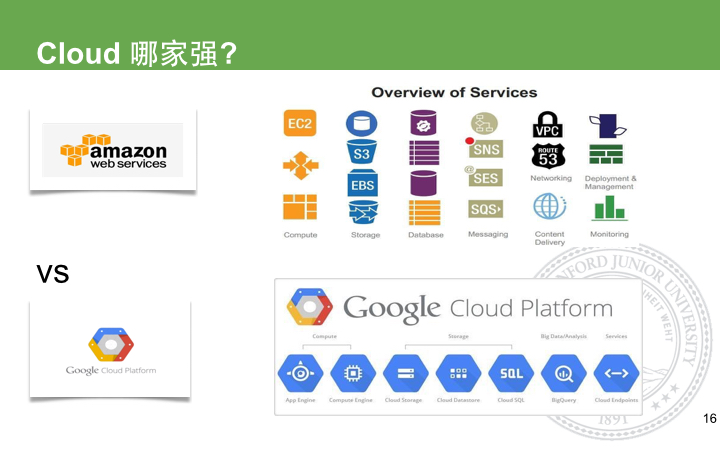 Cloud 哪家强?
Overview of Services
amazon
web services
EC2
S3
EBS
SNS
SES
SQS
VPC
ROUTE
53
Networking
Deployment &
Management
Compute
Storage
Database
Messaging
Content
Delivery
Monitoring
VS
Google Cloud Platform
Google Cloud Platform
Compute
Storage
Big Data/Analysis
Services
SQL
App Engine
Compute Engine
Cloud Storage
Cloud Datastore
Cloud SQL
BigQuery
Cloud Endpoints
NFORD JUNIOR UNIVERSITY
HEIT WEHT
1891
16